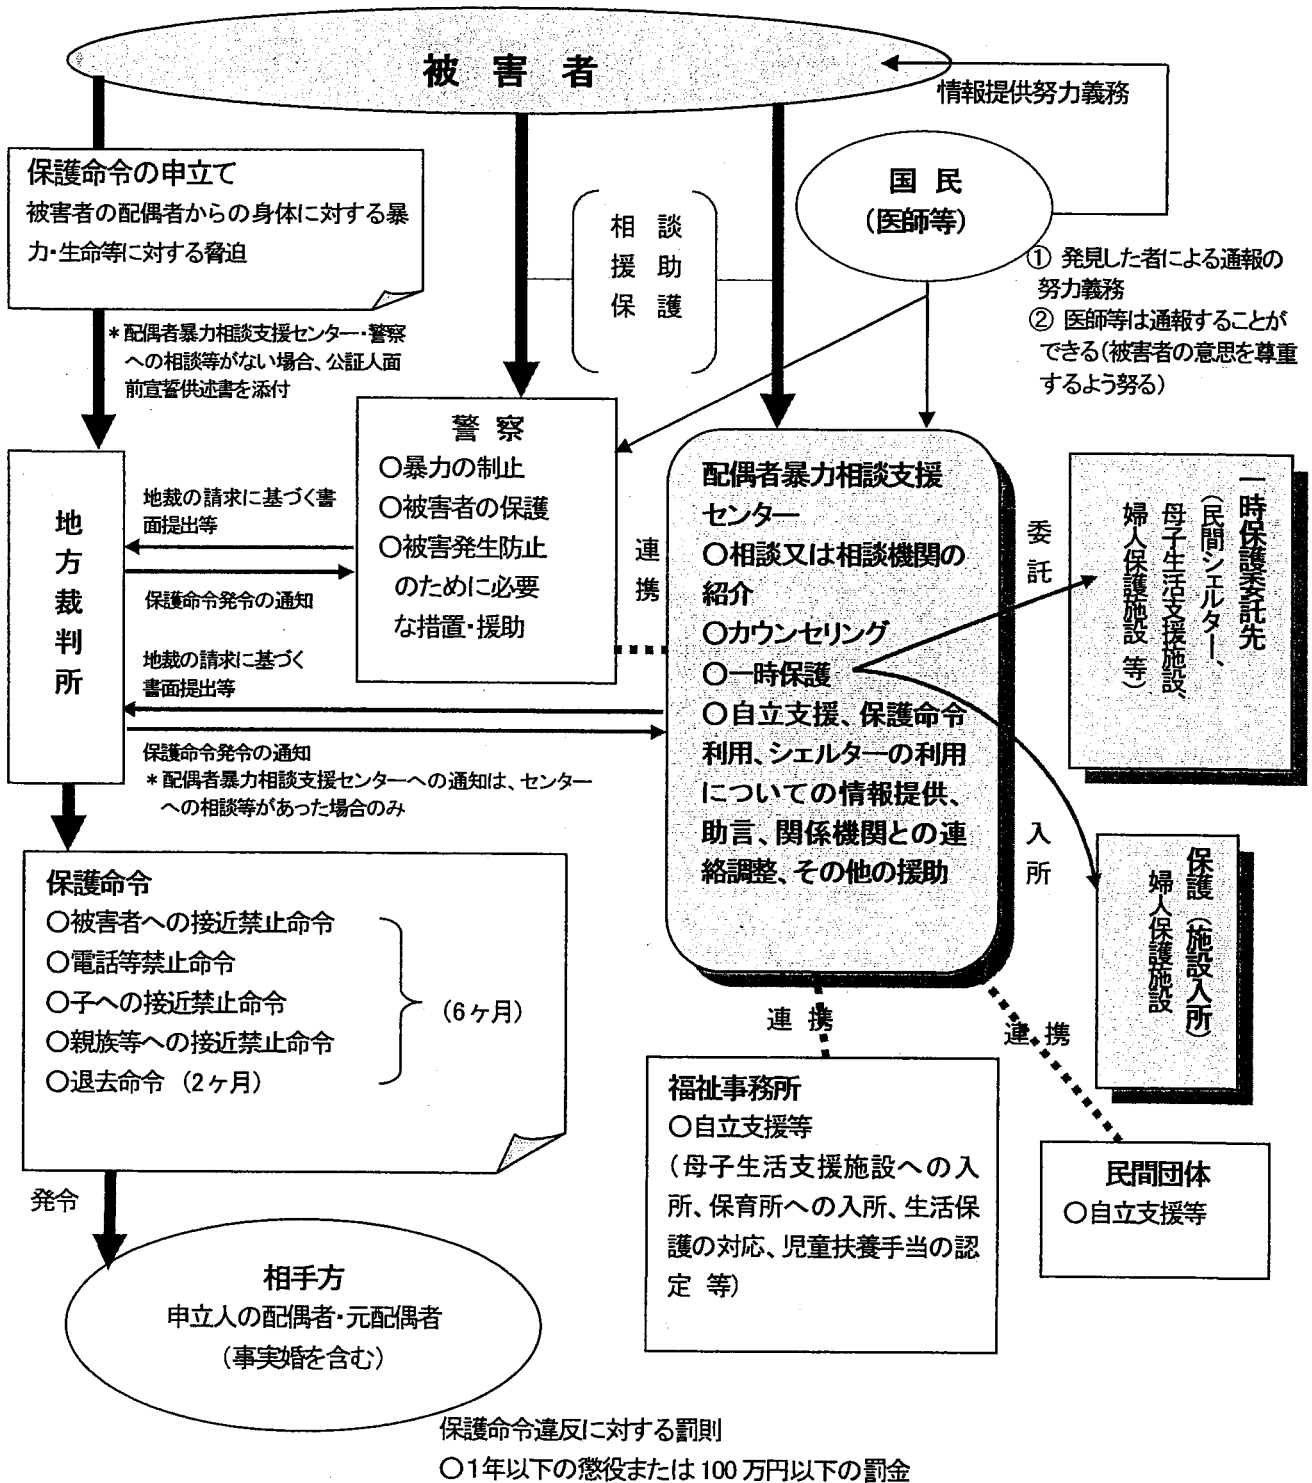 被 害 者
情報提供努力義務
保護命令の申立て
被害者の配偶者からの身体に対する暴
力・生命等に対する脅迫
相 談
援 助
保 護
国 民
(医師等)
① 発見した者による通報の
努力義務
② 医師等は通報することが
できる(被害者の意思を尊重
するよう努る)
＊配偶者暴力相談支援センター・警察
への相談等がない場合、公証人面
前宣誓供述書を添付
地方裁判所
地裁の請求に基づく書
面提出等
保護命令発令の通知
地裁の請求に基づく
書面提出等
保護命令発令の通知
＊配偶者暴力相談支援センターへの通知は、センター
への相談等があった場合のみ
警 察
○暴力の制止
○被害者の保護
○被害発生防止
のために必要
な措置・援助
連
携
配偶者暴力相談支援
センター
○相談又は相談機関の
紹介
○カウンセリング
○一時保護
○自立支援、保護命令
利用、シェルターの利用
についての情報提供、
助言、関係機関との連
絡調整、その他の援助
委
託
一時保護委託先
(民間シェルター、
母子生活支援施設、
婦人保護施設 等)
入
所
保護(施設入所)
婦人保護施設
保護命令
○被害者への接近禁止命令
○電話等禁止命令
○子への接近禁止命令
○親族等への接近禁止命令
○退去命令 (2ヶ月)
(6ヶ月)
連 携
連 携
福祉事務所
○自立支援等
(母子生活支援施設への入
所、保育所への入所、生活保
護の対応、児童扶養手当の認
定 等)
民間団体
○自立支援等
発令
相手方
申立人の配偶者・元配偶者
(事実婚を含む)
保護命令違反に対する罰則
○1年以下の懲役または100万円以下の罰金